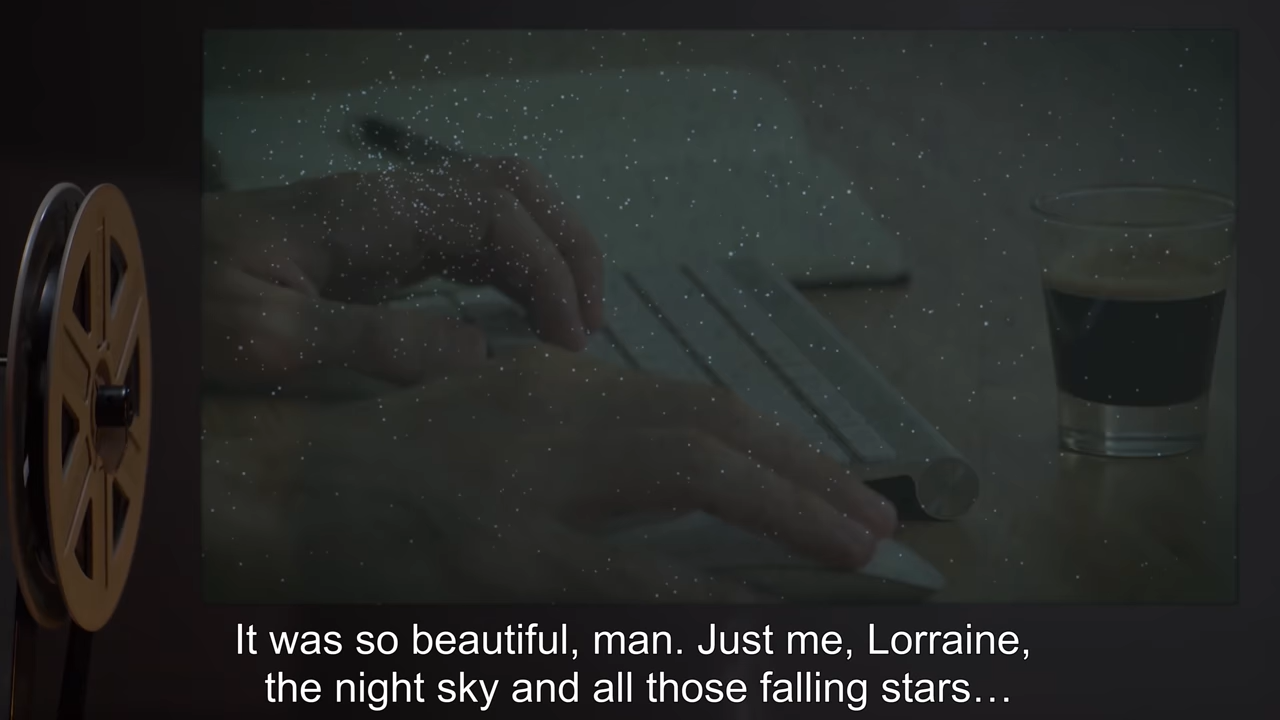 It was so beautiful, man. Just me, Lorraine,
the night sky and all those falling stars…